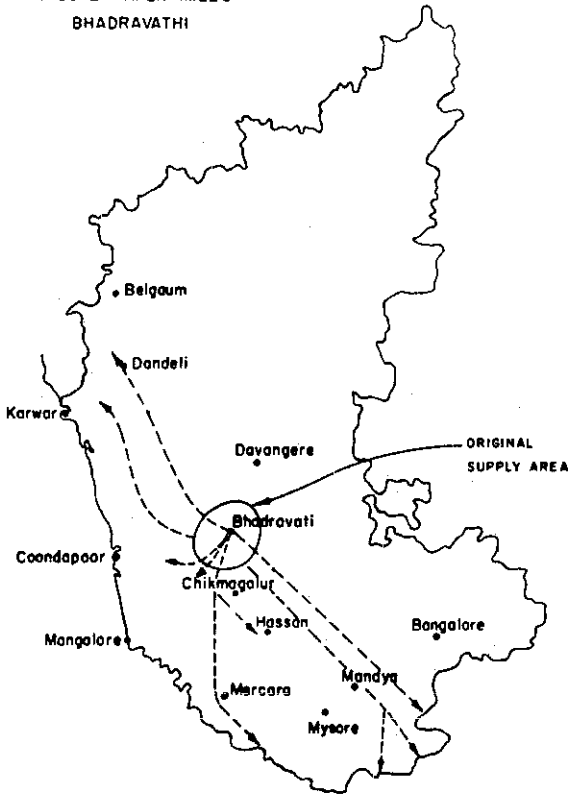 BHADRAVATHI
Belgaum
Dandeli
Karwar
Davangere
ORIGINAL
SUPPLY AREA
Bhadravati
Coondapoor
Chikmagalur
Hassan
Bangalore
Mangalore
Mercara
Mandya
Mysore